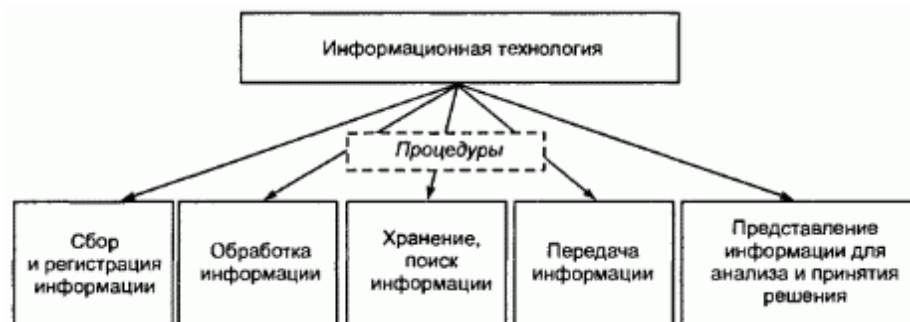 Информационная технология
Процедуры
Сбор
и регистрация
информации
Обработка
информации
Хранение,
поиск
информации
Передача
информации
Представление
информации для
анализа и принятия
решения